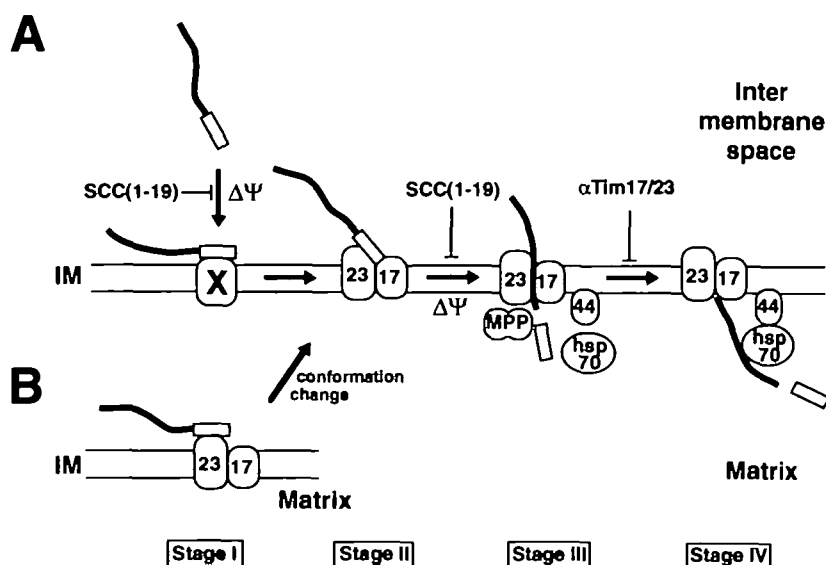 A
Inter
membrane
space
SCC(1-19)
ΔΨ
SCC(1-19)
αTim17/23
IM
X
23
17
ΔΨ
23
17
MPP
44
hsp
70
23
17
44
hsp
70
conformation
change
B
IM
23
17
Matrix
Matrix
Stage I
Stage II
Stage III
Stage IV